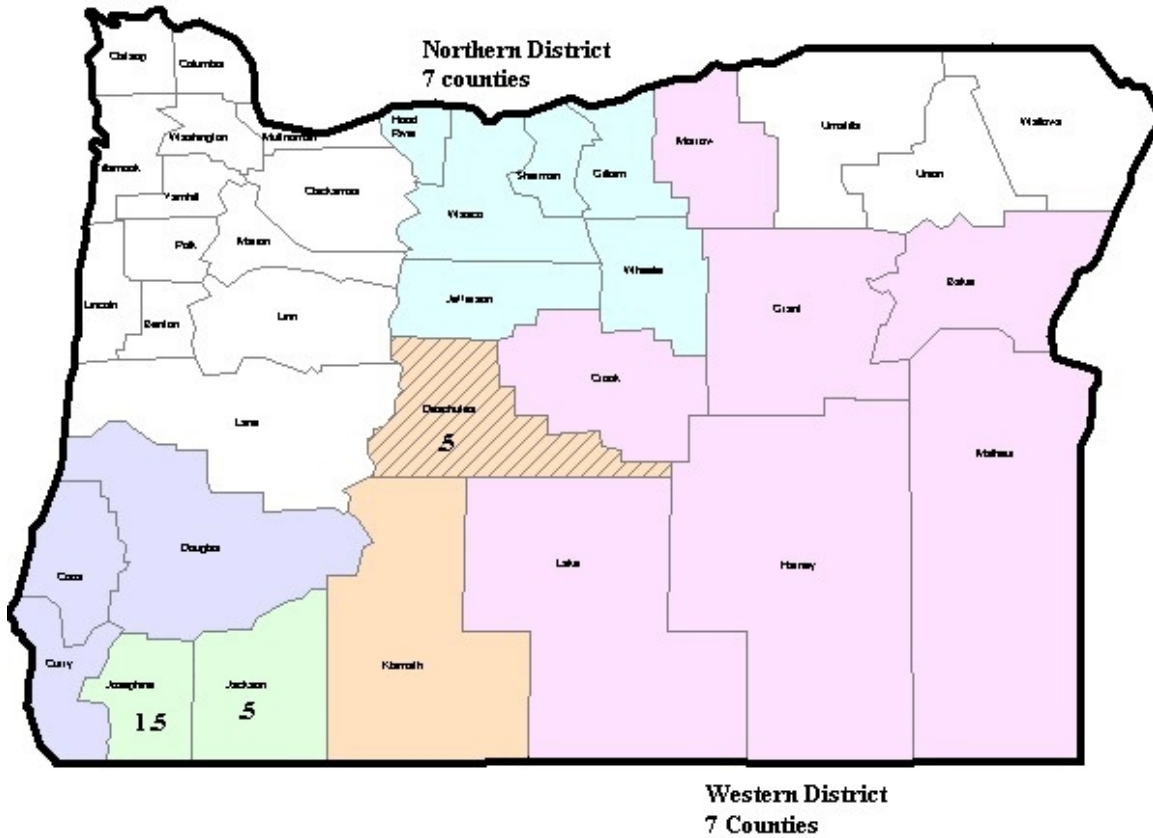 Northern District
7 counties
Clatsop
Columbia
Hood
River
Washington
Multnomah
Morrow
Umatilla
Wallowa
Tillamook
Sherman
Gilliam
Union
Yamhill
Clackamas
Wasco
Polk
Marion
Wheeler
Jefferson
Baker
Lincoln
Benton
Linn
Grant
Crook
Deschutes
.5
Lane
Malheur
Douglas
Coos
Lake
Harney
Curry
Josephine
1.5
Jackson
.5
Klamath
Western District
7 Counties